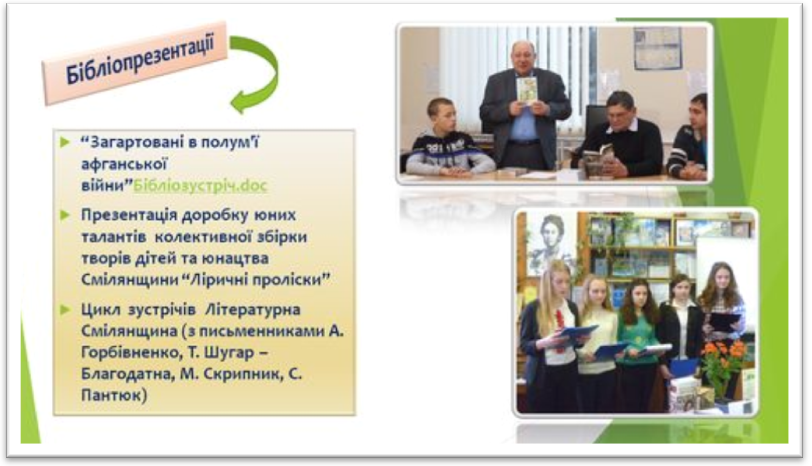 Бібліопрезентації
“Загартовані в полум’ї
афганської
війни”Бібліозустріч.doc
Презентація доробку юних
талантів колективної збірки
творів дітей та юнацтва
Смілянщини “Ліричні проліски”
Цикл зустрічів Літературна
Смілянщина (з письменниками А.
Горбівненко, Т. Шугар –
Благодатна, М. Скрипник, С.
Пантюк)